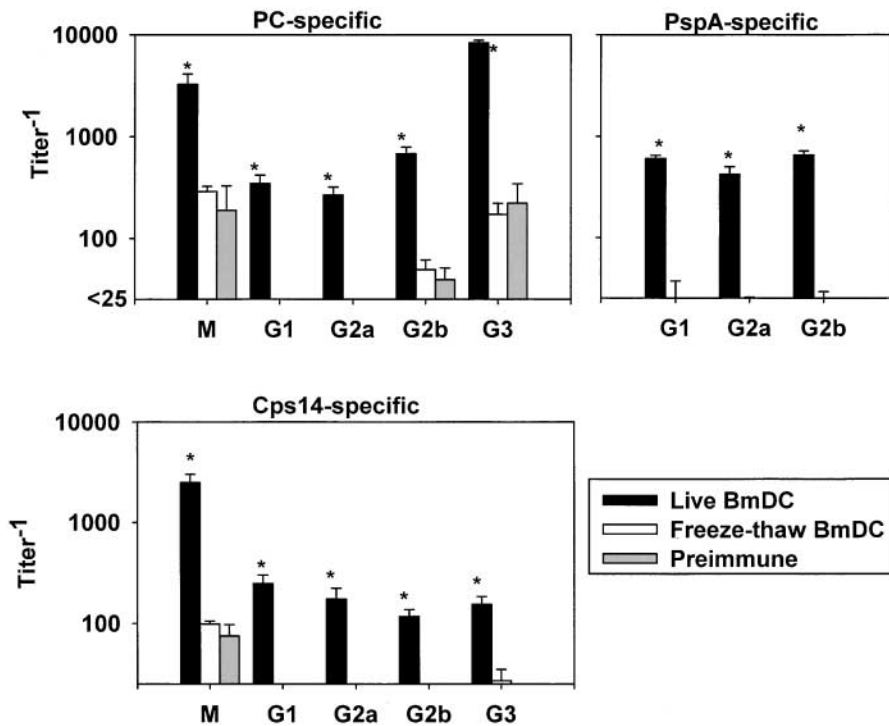 PC-specific
PspA-specific
10000
1000
100
<25
Titer-1
* * * * *
* * *
M G1 G2a G2b G3
G1 G2a G2b
Cps14-specific
10000
1000
100
Titer-1
* * * * *
M G1 G2a G2b G3
Live BmDC
Freeze-thaw BmDC
Preimmune